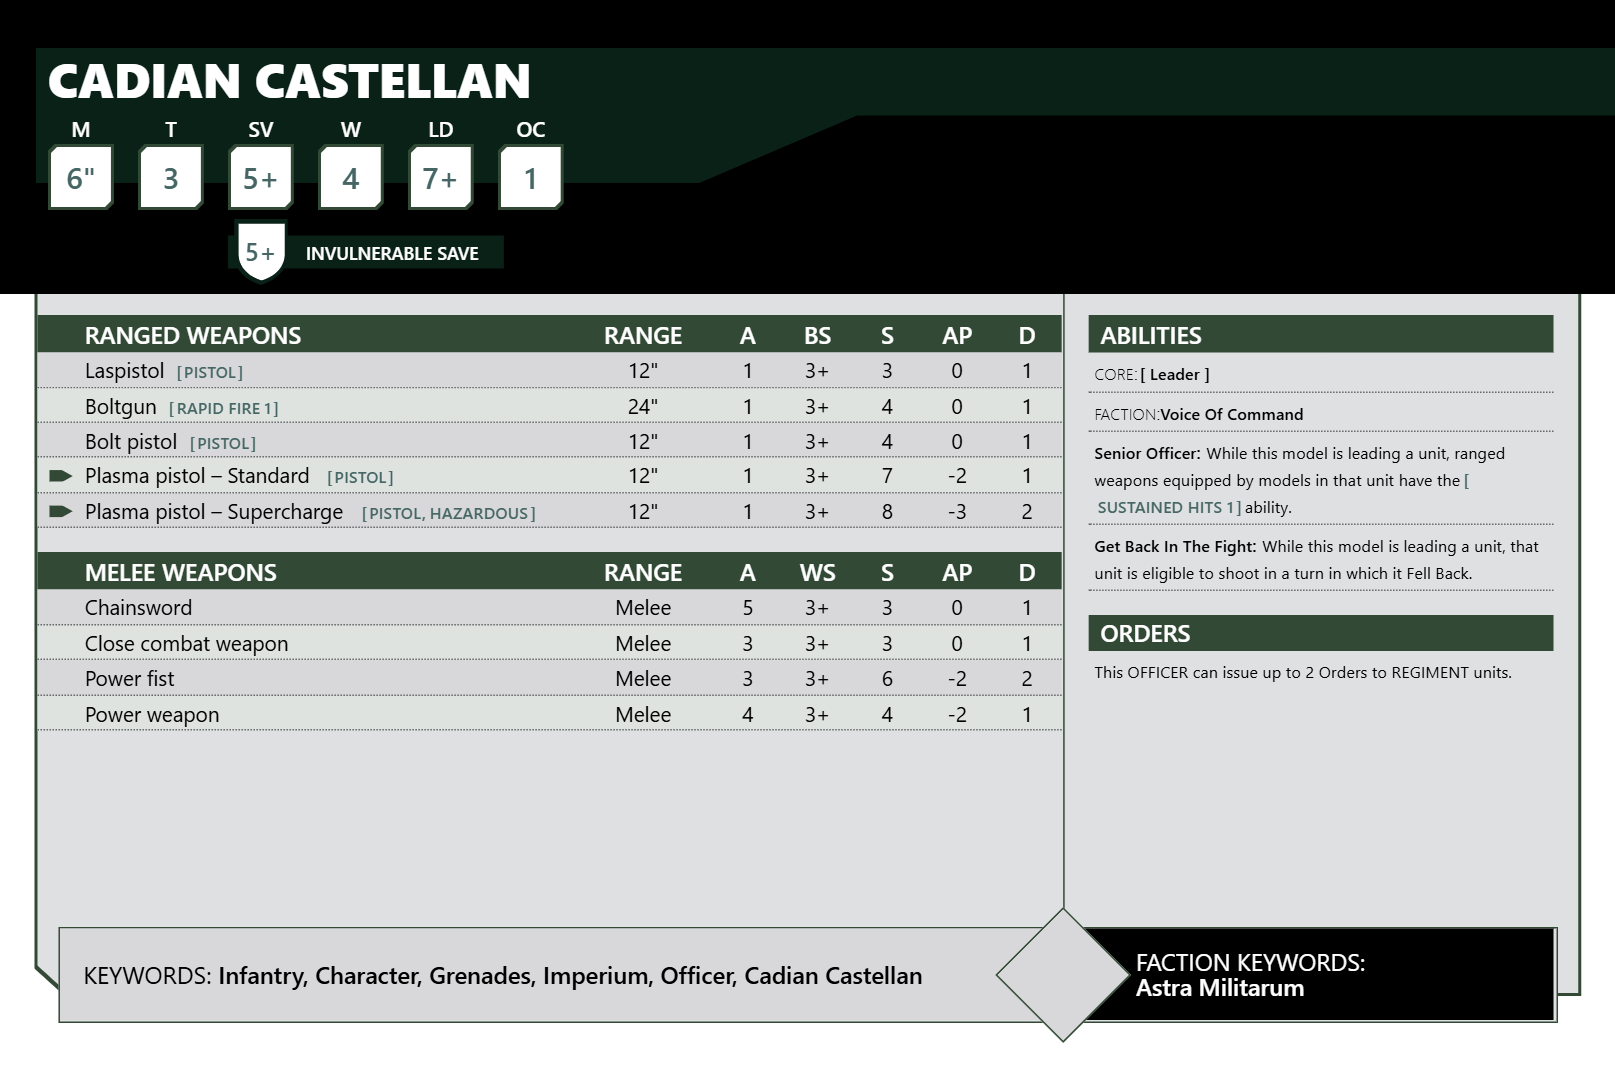 CADIAN CASTELLAN
M T SV W LD OC
6" 3 5+ 4 7+ 1
5+ INVULNERABLE SAVE
RANGED WEAPONS RANGE A BS S AP D
Laspistol [PISTOL] 12" 1 3+ 3 0 1
Boltgun [RAPID FIRE 1] 24" 1 3+ 4 0 1
Bolt pistol [PISTOL] 12" 1 3+ 4 0 1
Plasma pistol – Standard [PISTOL] 12" 1 3+ 7 -2 1
Plasma pistol – Supercharge [PISTOL, HAZARDOUS] 12" 1 3+ 8 -3 2
MELEE WEAPONS RANGE A WS S AP D
Chainsword Melee 5 3+ 3 0 1
Close combat weapon Melee 3 3+ 3 0 1
Power fist Melee 3 3+ 6 -2 2
Power weapon Melee 4 3+ 4 -2 1
ABILITIES
CORE: [ Leader ]
FACTION: Voice Of Command
Senior Officer: While this model is leading a unit, ranged
weapons equipped by models in that unit have the [
SUSTAINED HITS 1] ability.
Get Back In The Fight: While this model is leading a unit, that
unit is eligible to shoot in a turn in which it Fell Back.
ORDERS
This OFFICER can issue up to 2 Orders to REGIMENT units.
KEYWORDS: Infantry, Character, Grenades, Imperium, Officer, Cadian Castellan
FACTION KEYWORDS:
Astra Militarum